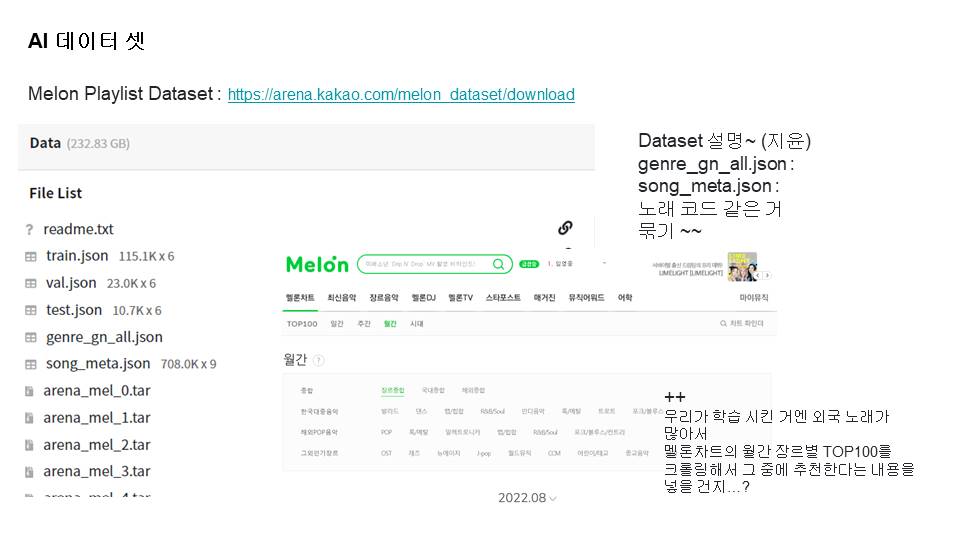 AI 데이터 셋
Melon Playlist Dataset : https://arena.kakao.com/melon_dataset/download
Data (232.83 GB)
File List
? readme.txt
train.json 115.1K x 6
val.json 23.0K x 6
test.json 10.7K x 6
genre_gn_all.json
song_meta.json 708.0K x 9
arena_mel_0.tar
arena_mel_1.tar
arena_mel_2.tar
arena_mel_3.tar
arena_mel_4.tar
Dataset 설명~ (지윤)
genre_gn_all.json :
song_meta.json :
노래 코드 같은 거
묶기 ~~
Melon
1. 임영웅
LIMELIGHT [LIMELIGHT]
멜론차트 최신음악 장르음악 멜론DJ 멜론TV 스타포스트 매거진 뮤직어워드 어학 마이뮤직
TOP100 일간 주간 월간 시대 차트 파인더
월간 ?
종합 장르종합 국내종합 해외종합
한국대중음악 발라드 댄스 랩/힙합 R&B/Soul 인디음악 록/메탈 트로트 포크/블루스
해외POP음악 POP 록/메탈 일렉트로니카 랩/힙합 R&B/Soul 포크/블루스/컨트리
그외인기장르 OST 재즈 뉴에이지 J-pop 월드뮤직 CCM 어린이/태교 종교음악
2022.08
++
우리가 학습 시킨 거엔 외국 노래가
많아서
멜론차트의 월간 장르별 TOP100를
크롤링해서 그 중에 추천한다는 내용을
넣을 건지…?